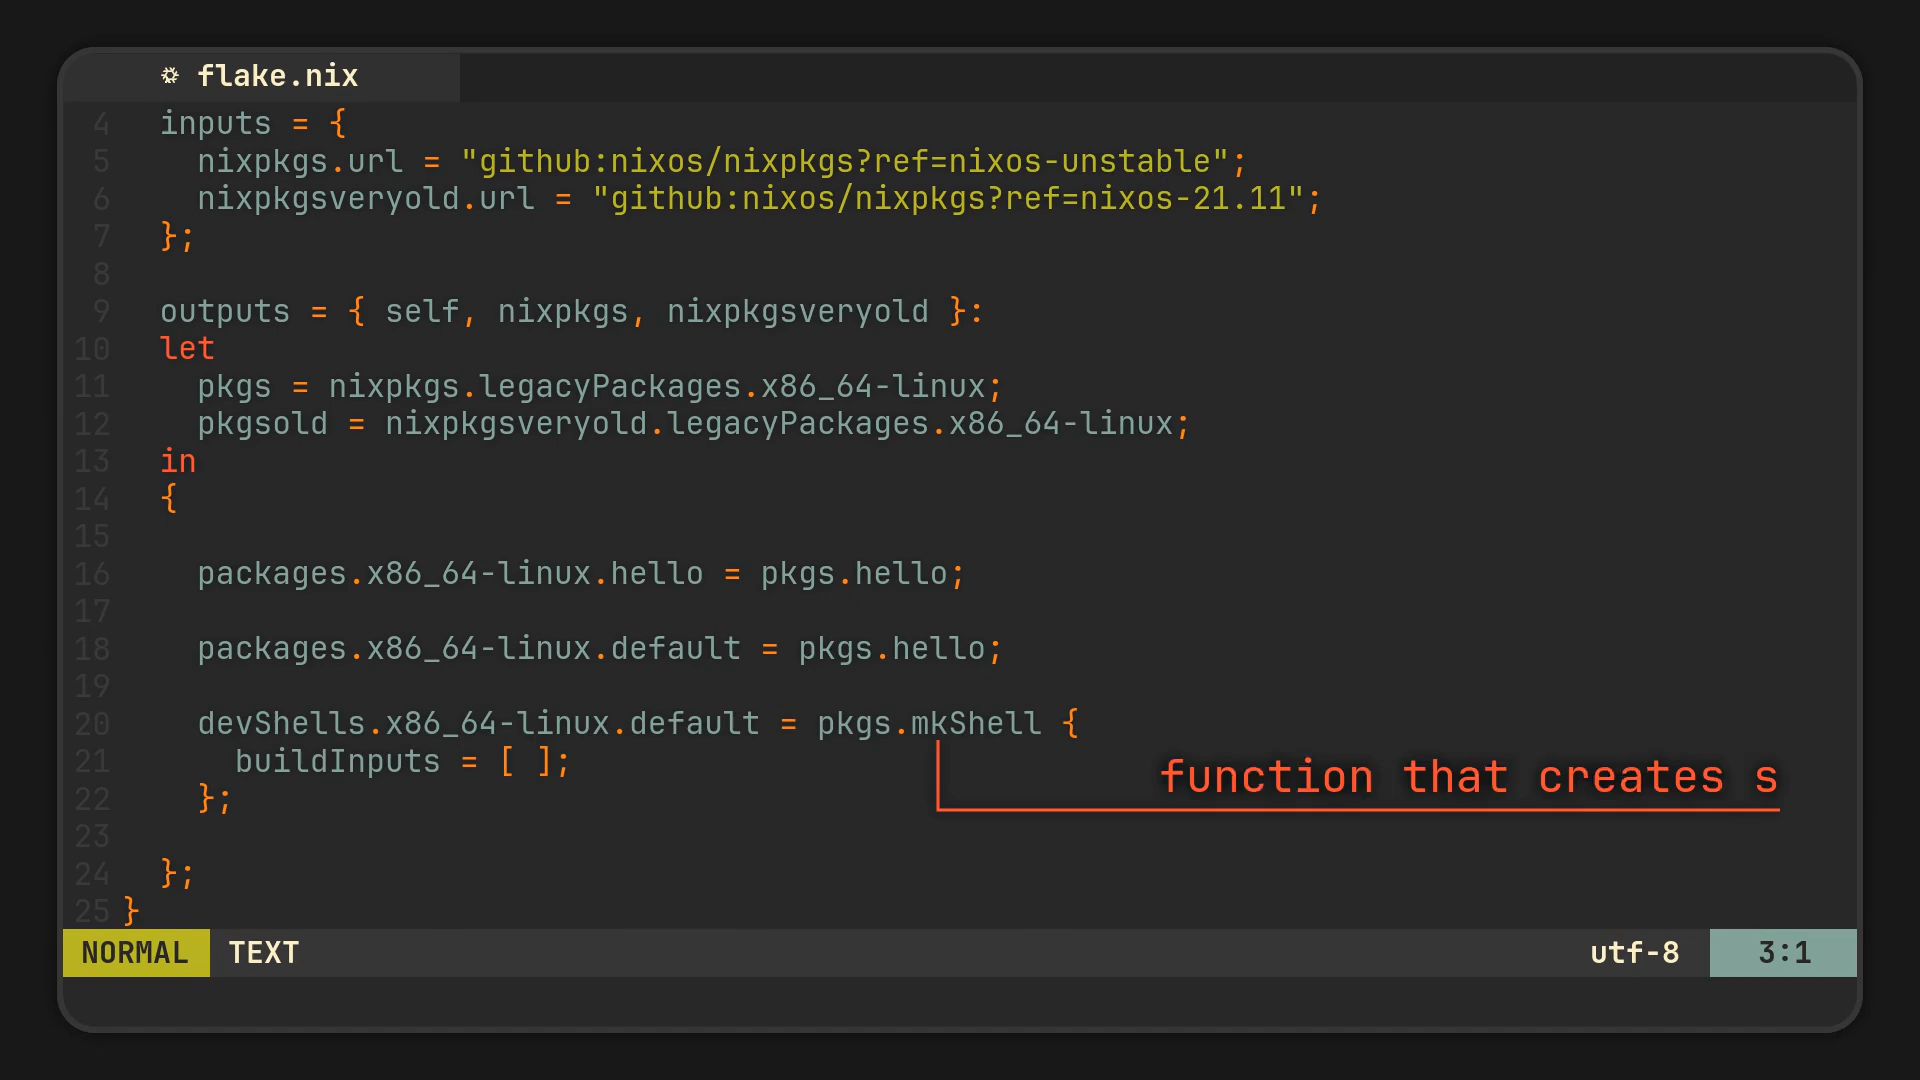 flake.nix
4 inputs = {
5 nixpkgs.url = "github:nixos/nixpkgs?ref=nixos-unstable";
6 nixpkgsveryold.url = "github:nixos/nixpkgs?ref=nixos-21.11";
7 };
8
9 outputs = { self, nixpkgs, nixpkgsveryold }:
10 let
11 pkgs = nixpkgs.legacyPackages.x86_64-linux;
12 pkgsold = nixpkgsveryold.legacyPackages.x86_64-linux;
13 in
14 {
15
16 packages.x86_64-linux.hello = pkgs.hello;
17
18 packages.x86_64-linux.default = pkgs.hello;
19
20 devShells.x86_64-linux.default = pkgs.mkShell {
21 buildInputs = [ ];
function that creates s
22 };
23
24 };
25 }
NORMAL TEXT utf-8 3:1